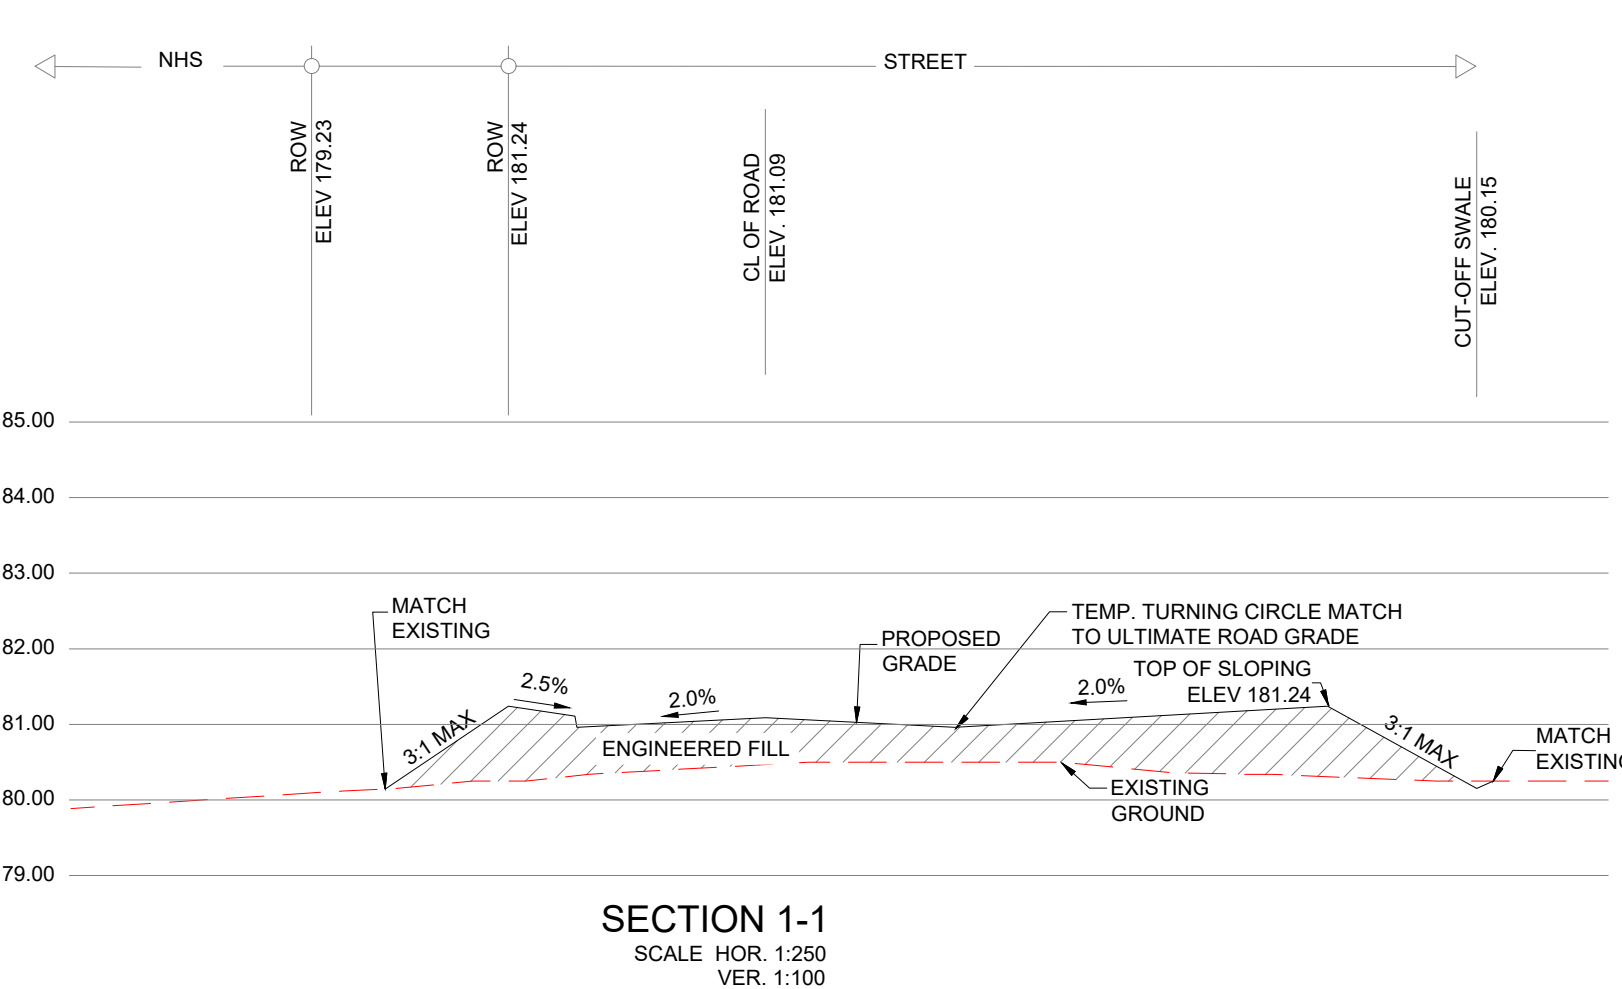 NHS
STREET
ROW
ELEV 179.23
ROW
ELEV 181.24
CL OF ROAD
ELEV. 181.09
CUT-OFF SWALE
ELEV. 180.15
85.00
84.00
83.00
82.00
81.00
80.00
79.00
MATCH
EXISTING
3:1 MAX
2.5%
2.0%
ENGINEERED FILL
PROPOSED
GRADE
TEMP. TURNING CIRCLE MATCH
TO ULTIMATE ROAD GRADE
TOP OF SLOPING
ELEV 181.24
2.0%
3:1 MAX
MATCH
EXISTING
EXISTING
GROUND
SECTION 1-1
SCALE HOR. 1:250
VER. 1:100